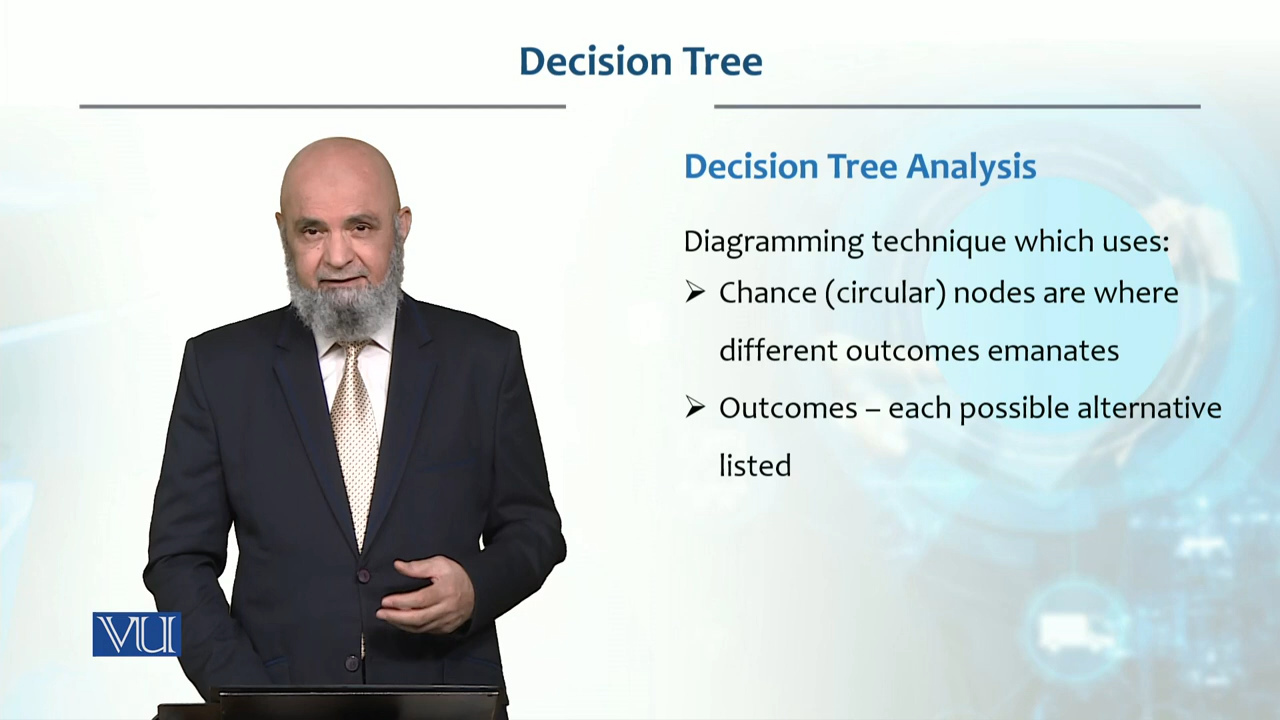 Decision Tree
Decision Tree Analysis
Diagramming technique which uses:
➢ Chance (circular) nodes are where
different outcomes emanates
➢ Outcomes – each possible alternative
listed
VU